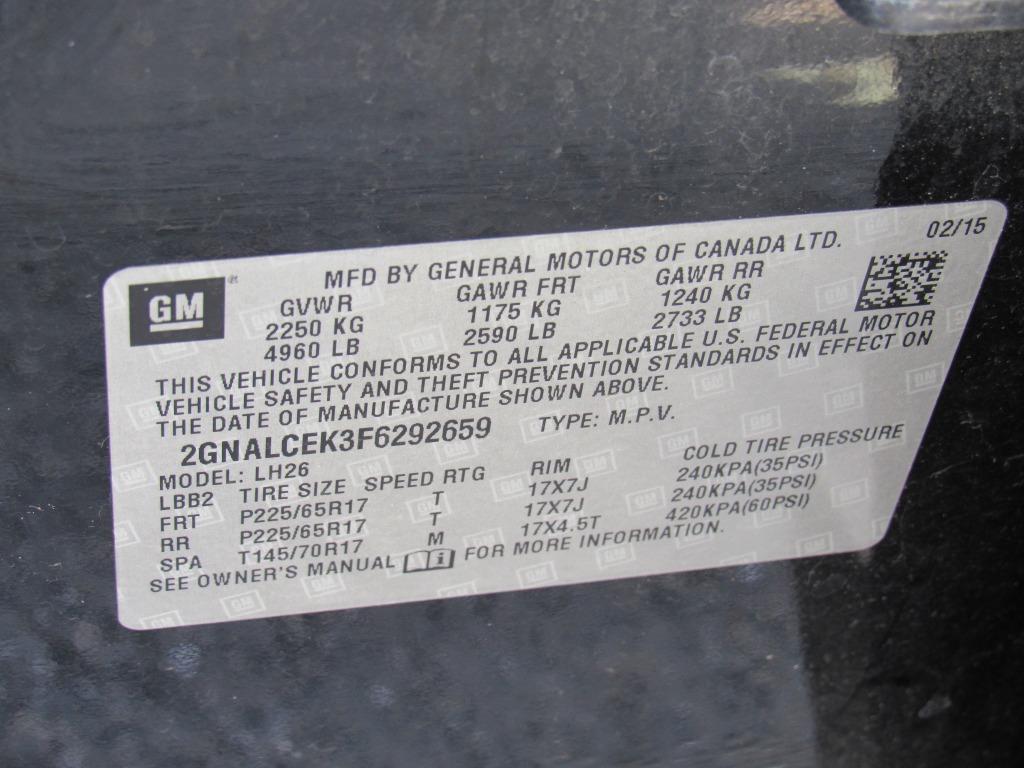 GM ®
MFD BY GENERAL MOTORS OF CANADA LTD. 02/15
GVWR GAWR FRT GAWR RR
2250 KG 1175 KG 1240 KG
4960 LB 2590 LB 2733 LB
THIS VEHICLE CONFORMS TO ALL APPLICABLE U.S. FEDERAL MOTOR
VEHICLE SAFETY AND THEFT PREVENTION STANDARDS IN EFFECT ON
THE DATE OF MANUFACTURE SHOWN ABOVE.
2GNALCEK3F6292659 TYPE: M.P.V.
MODEL: LH26
LBB2 TIRE SIZE SPEED RTG RIM COLD TIRE PRESSURE
FRT P225/65R17 T 17X7J 240KPA(35PSI)
RR P225/65R17 T 17X7J 240KPA(35PSI)
SPA T145/70R17 M 17X4.5T 420KPA(60PSI)
SEE OWNER'S MANUAL i FOR MORE INFORMATION.